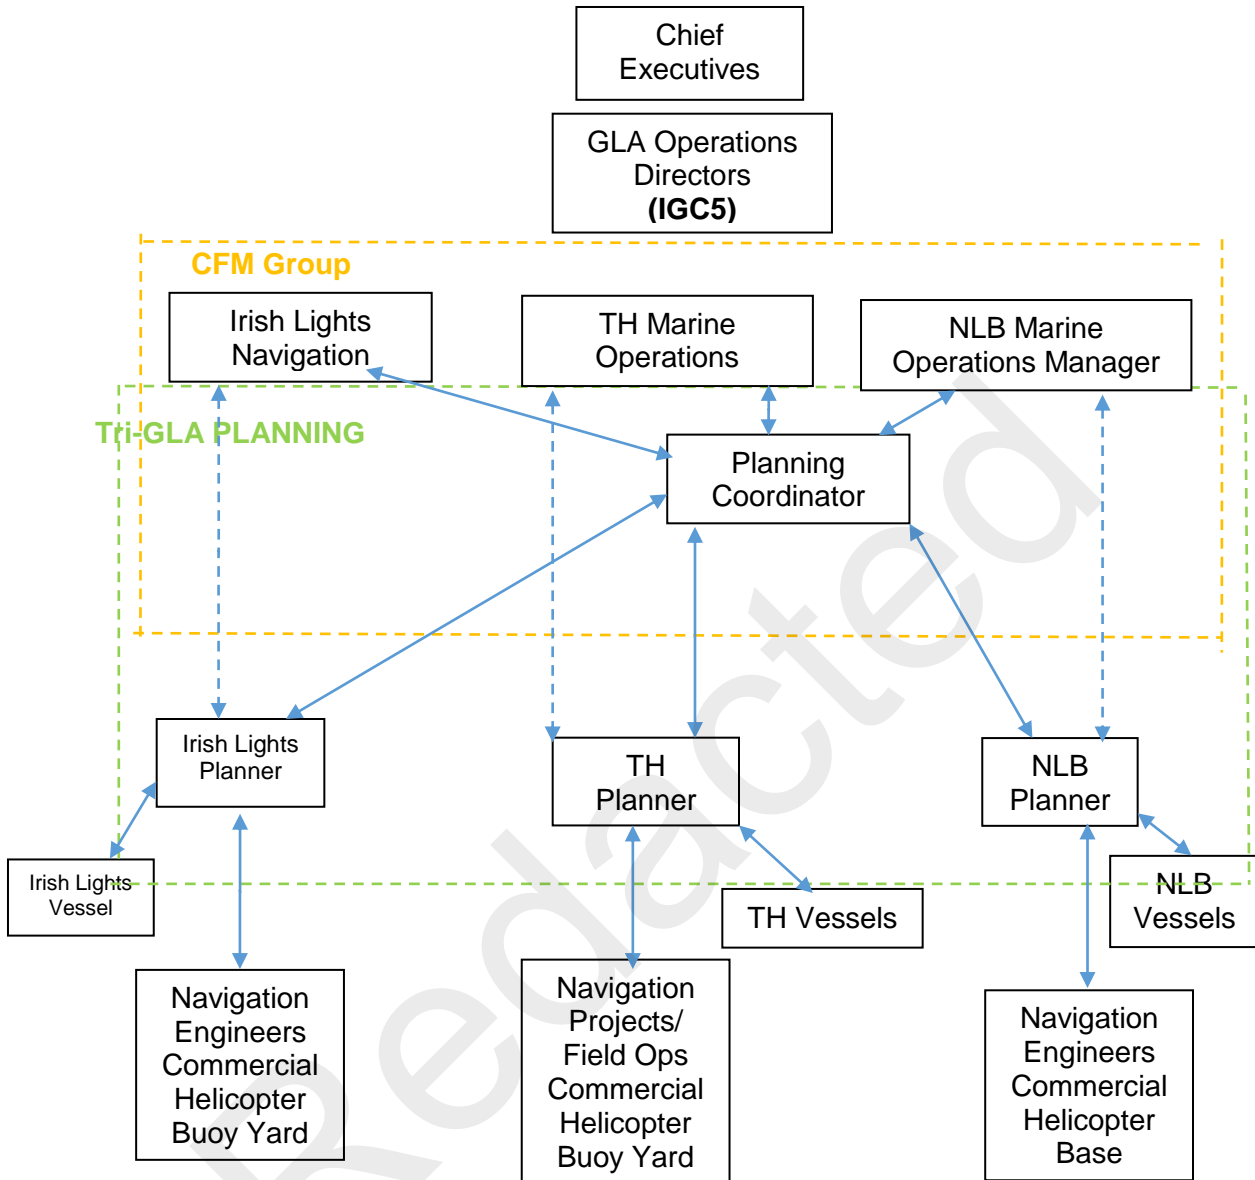 Chief
Executives
GLA Operations
Directors
(IGC5)
CFM Group
Irish Lights
Navigation
TH Marine
Operations
NLB Marine
Operations Manager
Tri-GLA PLANNING
Planning
Coordinator
Irish Lights
Planner
TH
Planner
NLB
Planner
Irish Lights
Vessel
TH Vessels
NLB
Vessels
Navigation
Engineers
Commercial
Helicopter
Buoy Yard
Navigation
Projects/
Field Ops
Commercial
Helicopter
Buoy Yard
Navigation
Engineers
Commercial
Helicopter
Base
Redacted